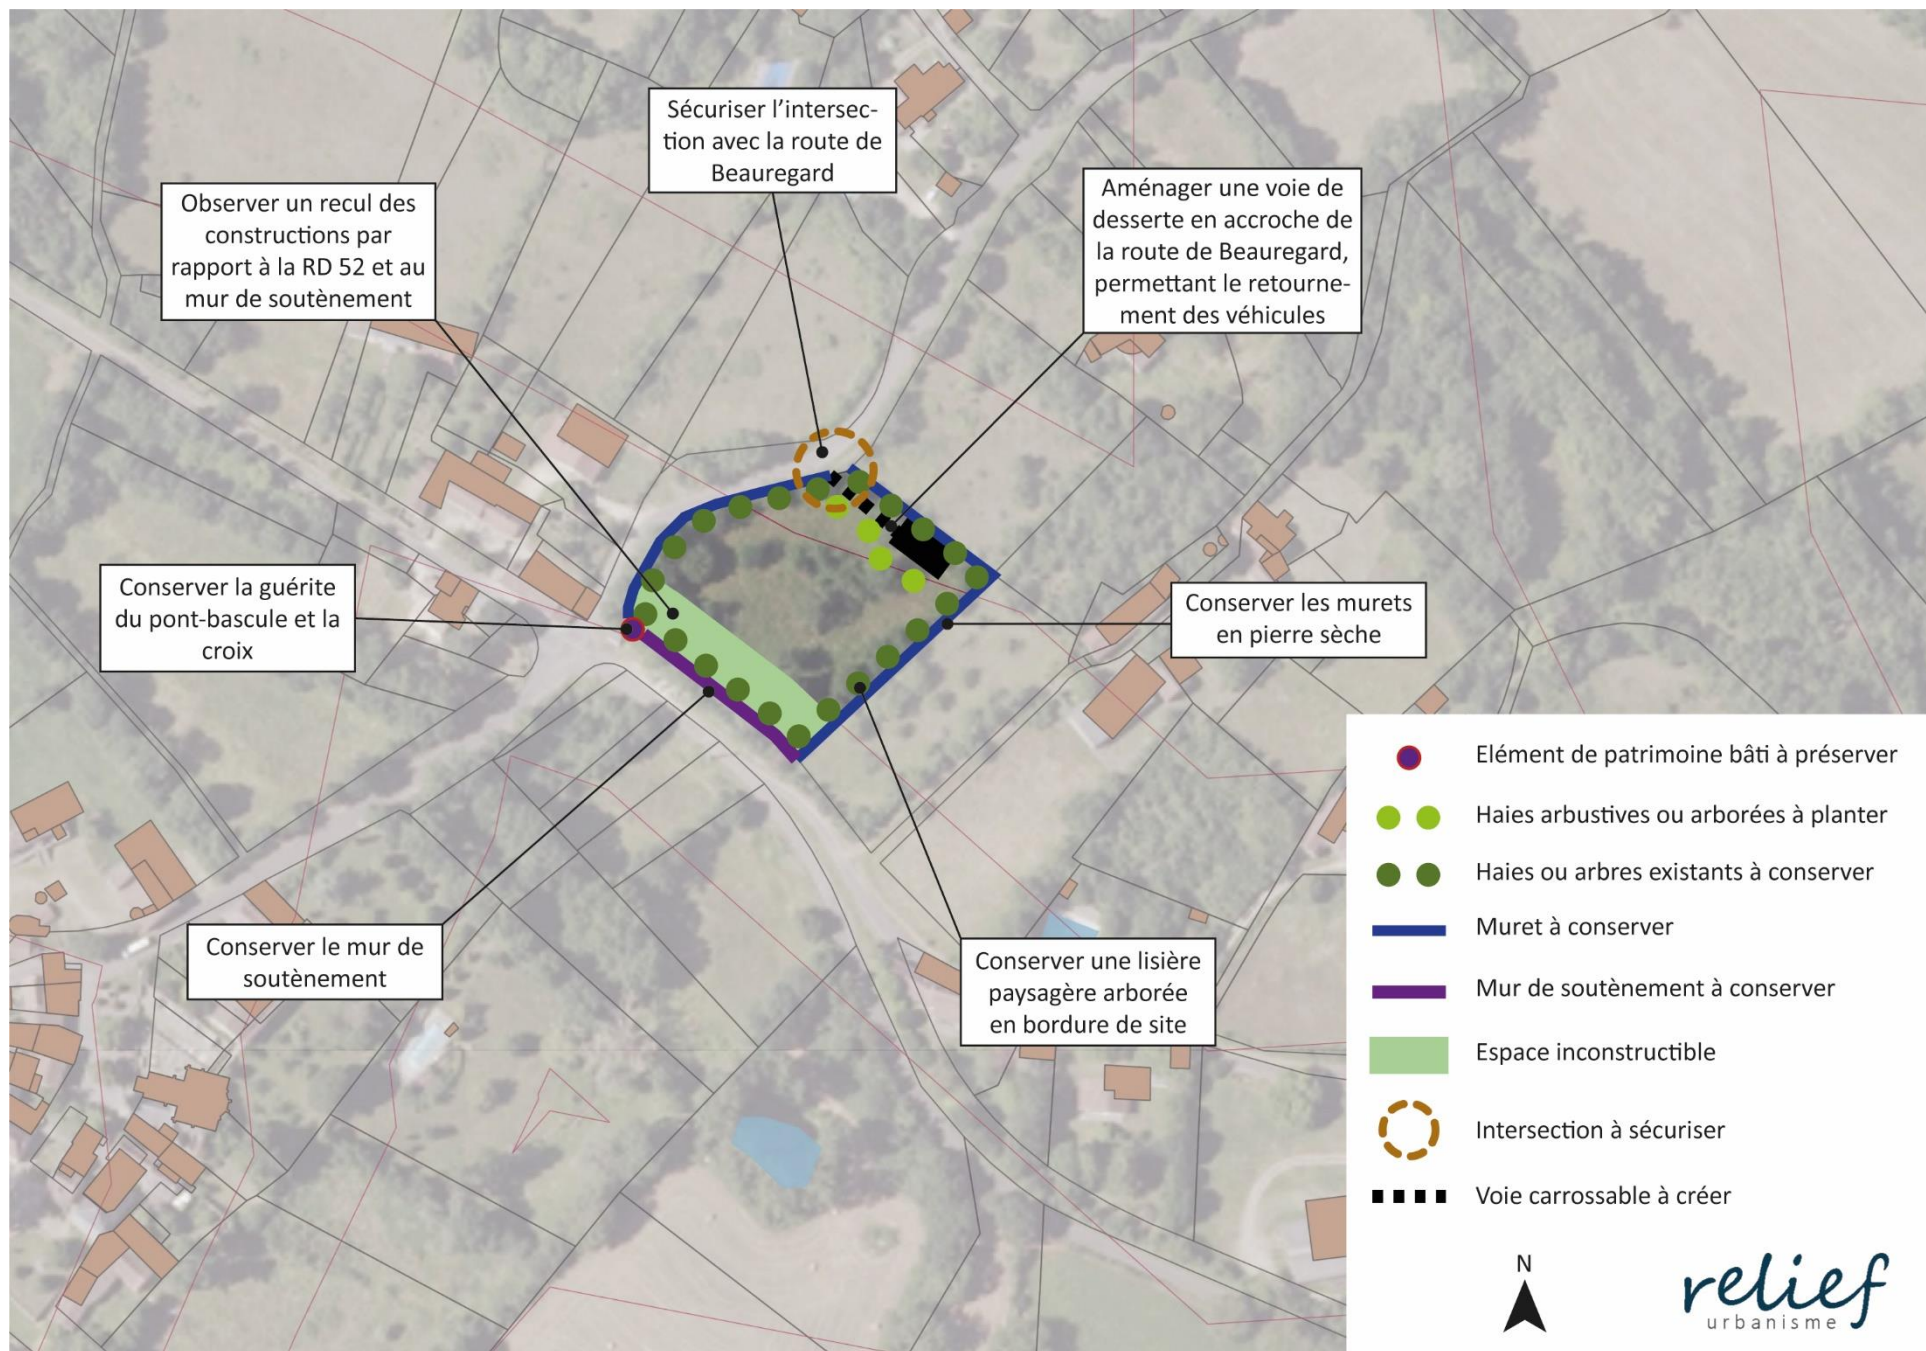 Sécuriser l'intersec-
tion avec la route de
Beauregard
Observer un recul des
constructions par
rapport à la RD 52 et au
mur de soutènement
Aménager une voie de
desserte en accroche de
la route de Beauregard,
permettant le retourne-
ment des véhicules
Conserver la guérite
du pont-bascule et la
croix
Conserver les murets
en pierre sèche
Conserver le mur de
soutènement
Conserver une lisière
paysagère arborée
en bordure de site
Elément de patrimoine bâti à préserver
Haies arbustives ou arborées à planter
Haies ou arbres existants à conserver
Muret à conserver
Mur de soutènement à conserver
Espace inconstructible
Intersection à sécuriser
Voie carrossable à créer
N
relief
urbanisme